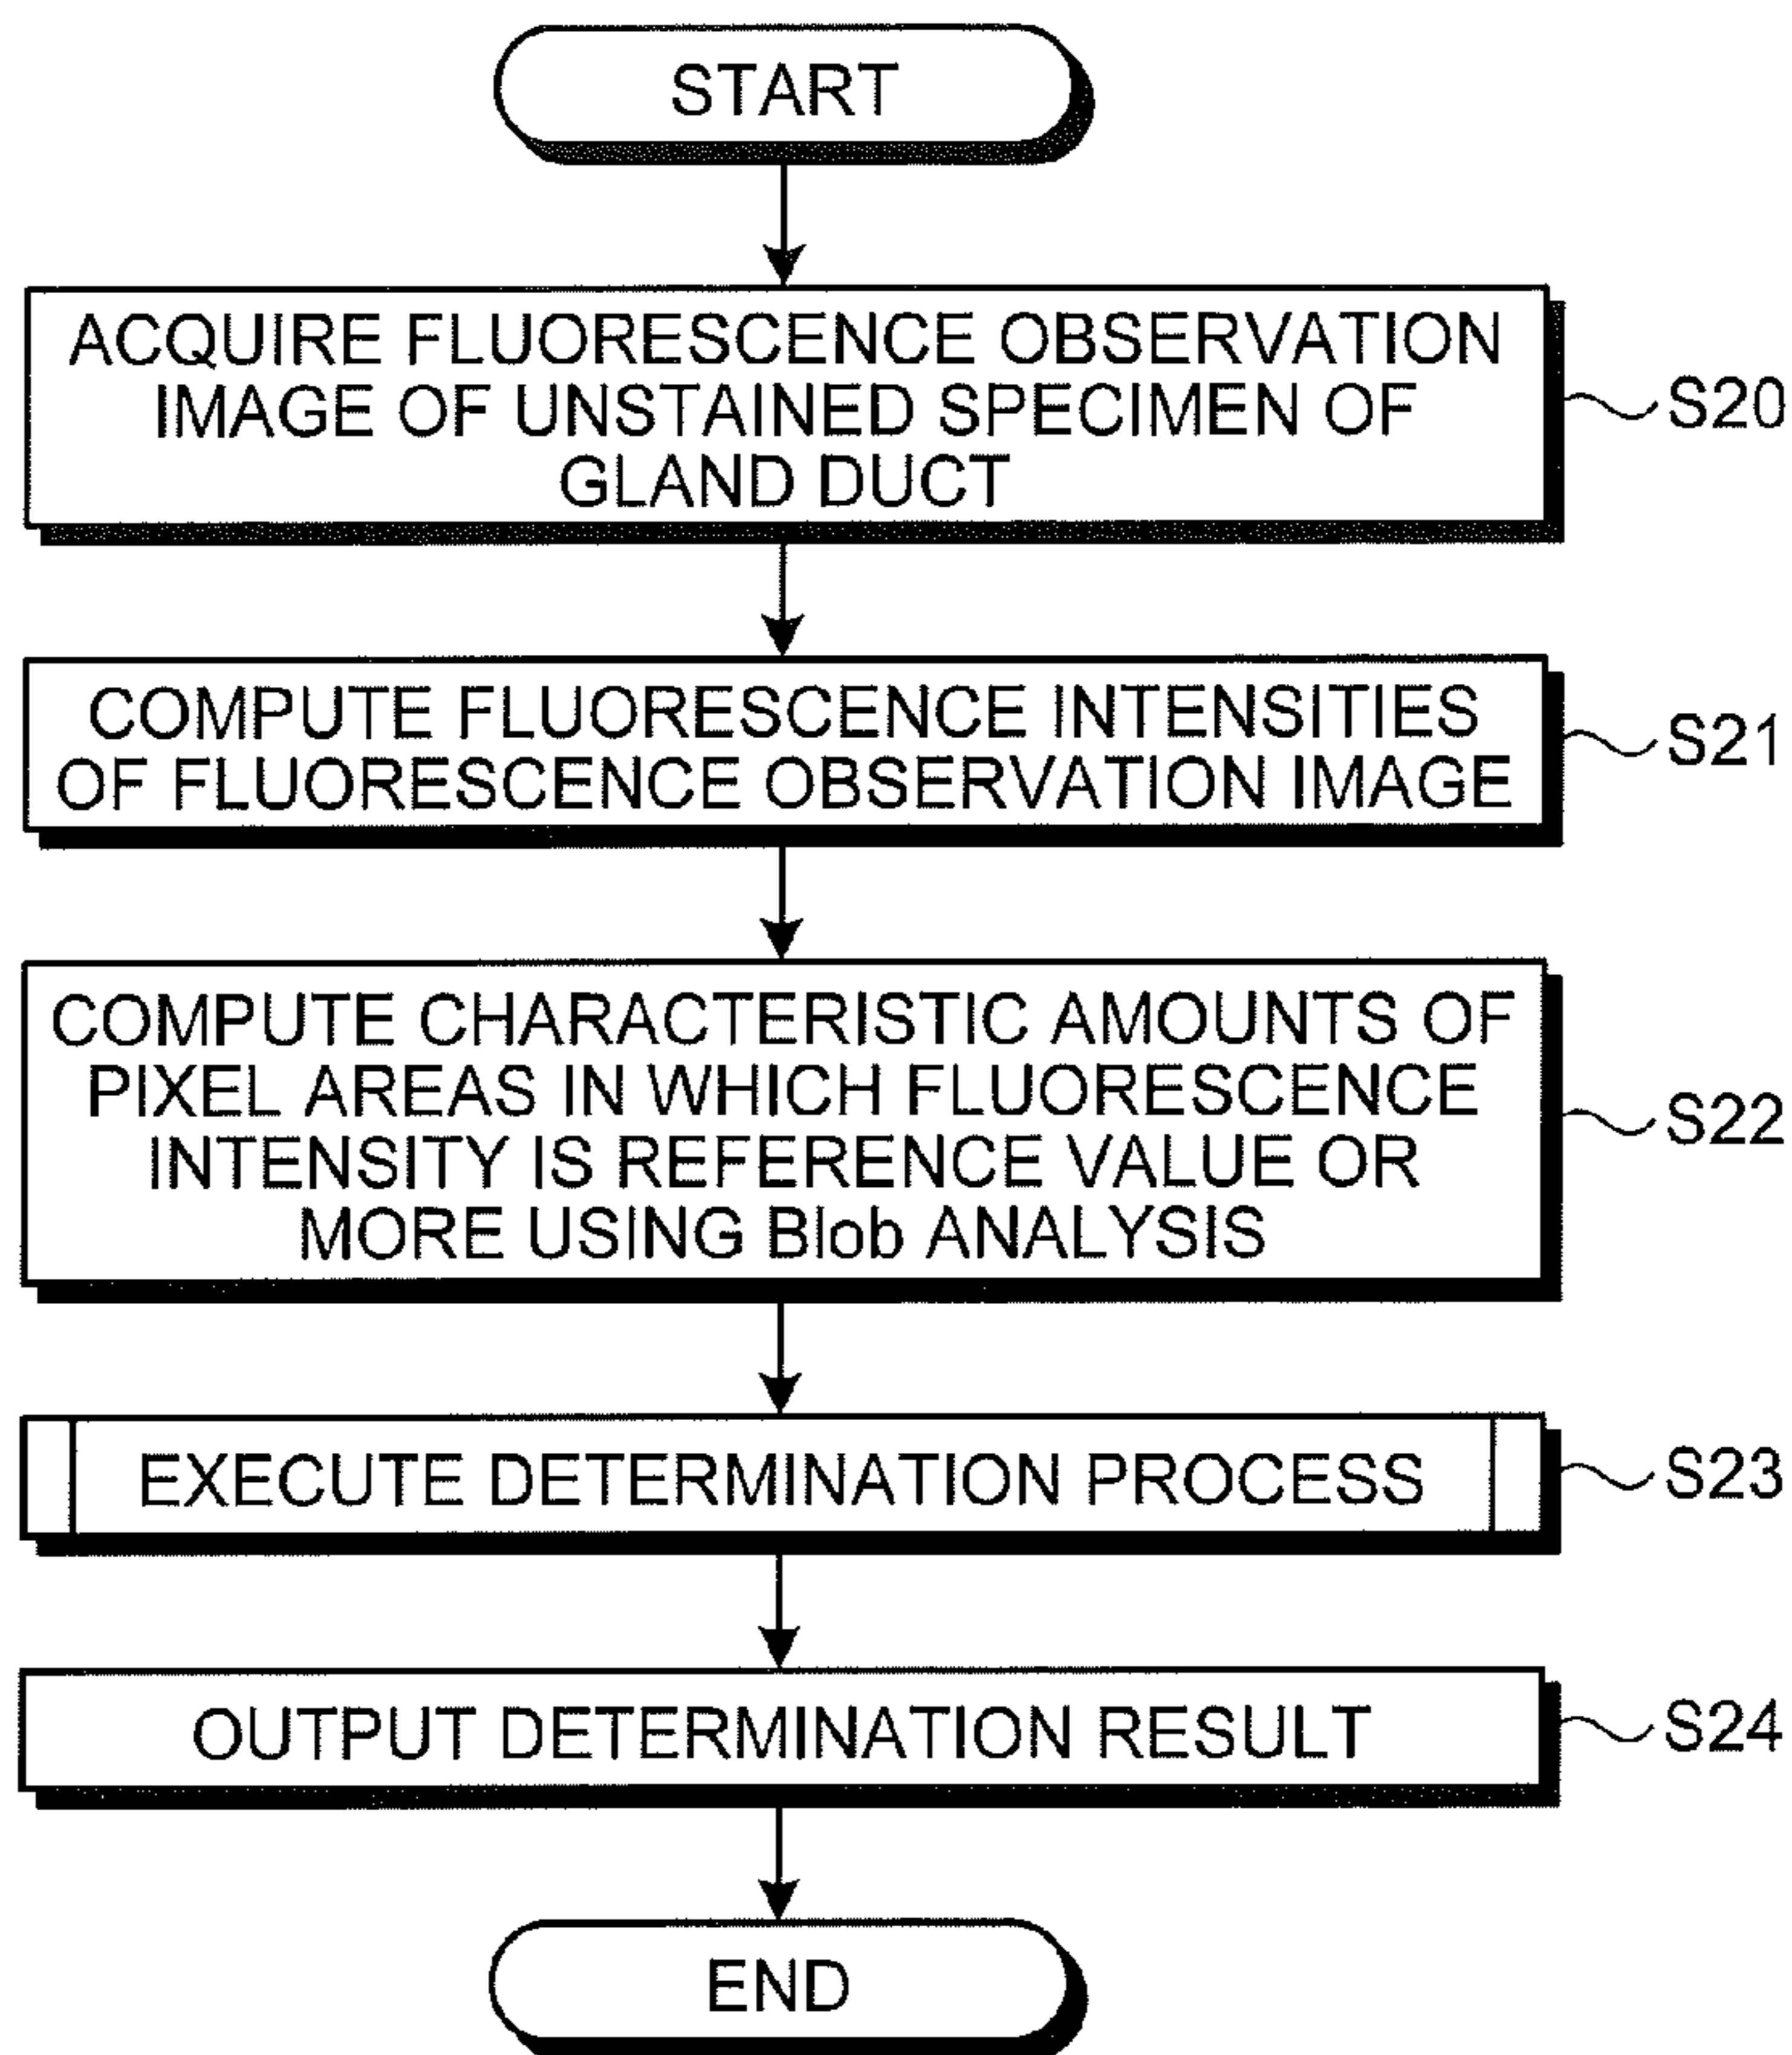 START
ACQUIRE FLUORESCENCE OBSERVATION
IMAGE OF UNSTAINED SPECIMEN OF
GLAND DUCT
S20
COMPUTE FLUORESCENCE INTENSITIES
OF FLUORESCENCE OBSERVATION IMAGE
S21
COMPUTE CHARACTERISTIC AMOUNTS OF
PIXEL AREAS IN WHICH FLUORESCENCE
INTENSITY IS REFERENCE VALUE OR
MORE USING Blob ANALYSIS
S22
EXECUTE DETERMINATION PROCESS
S23
OUTPUT DETERMINATION RESULT
S24
END